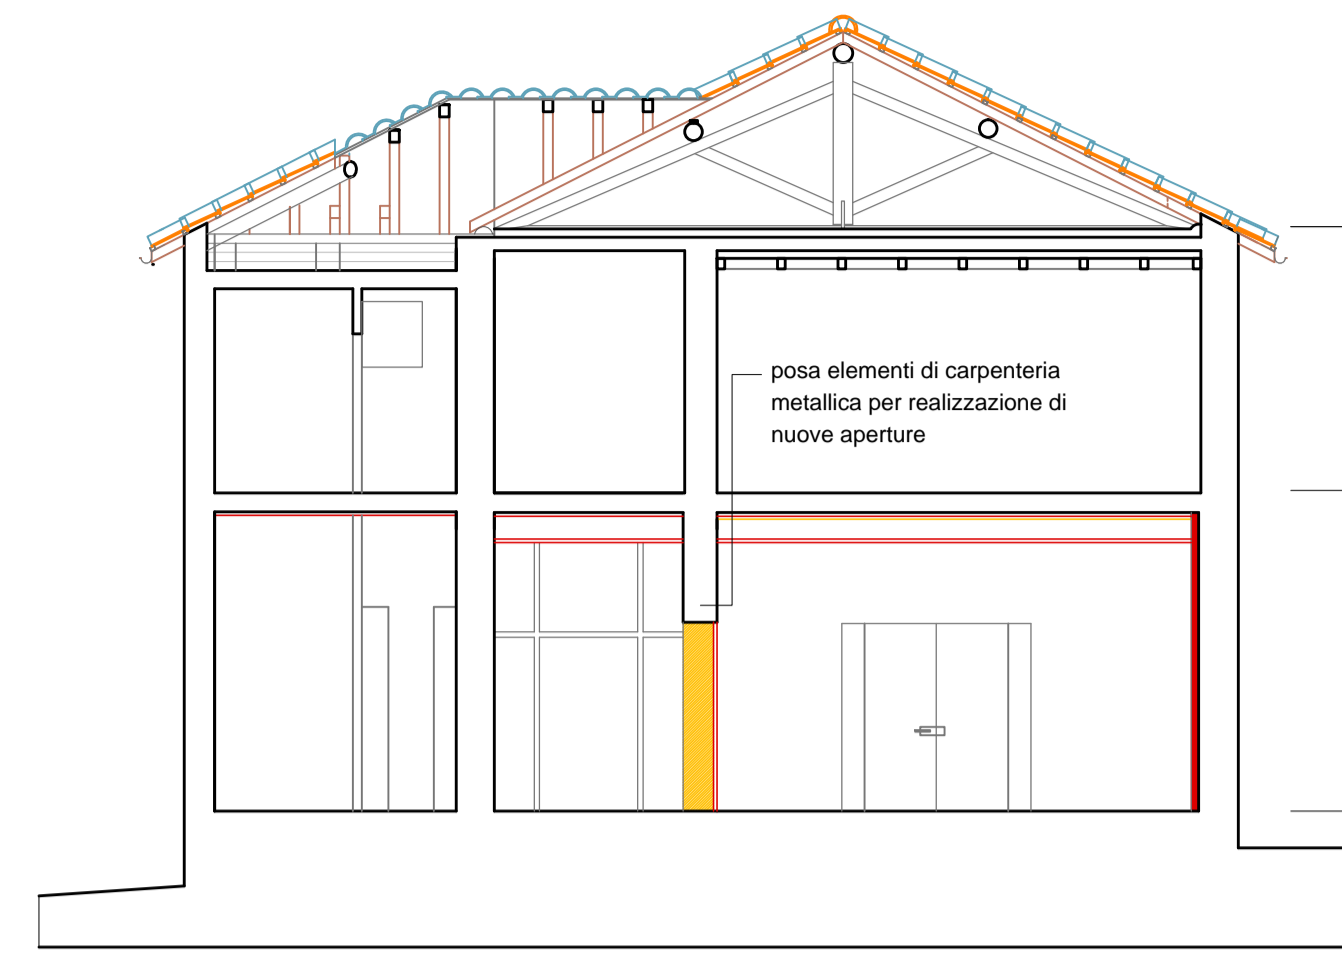 posa elementi di carpenteria
metallica per realizzazione di
nuove aperture